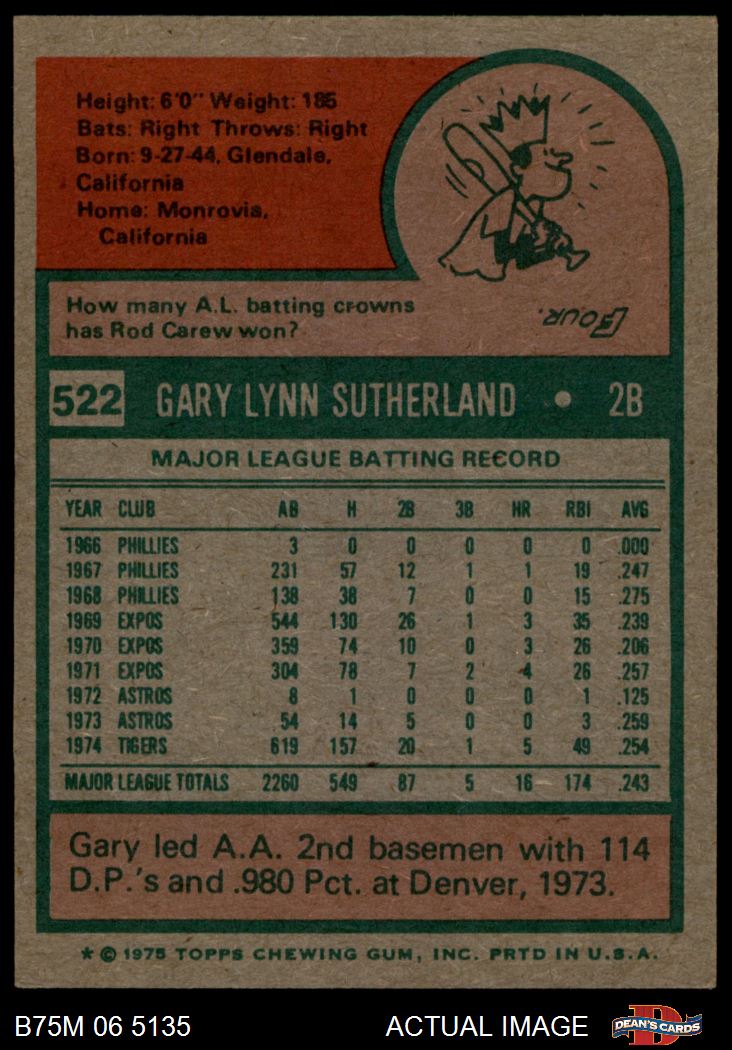 Height: 6'0" Weight: 185
Bats: Right Throws: Right
Born: 9-27-44, Glendale,
California
Home: Monrovia,
California
How many A.L. batting crowns
has Rod Carew won?
Four.
522 GARY LYNN SUTHERLAND • 2B
MAJOR LEAGUE BATTING RECORD
YEAR CLUB AB H 2B 3B HR RBI AVG
1966 PHILLIES 3 0 0 0 0 0 .000
1967 PHILLIES 231 57 12 1 1 19 .247
1968 PHILLIES 138 38 7 0 0 15 .275
1969 EXPOS 544 130 26 1 3 35 .239
1970 EXPOS 359 74 10 0 3 26 .206
1971 EXPOS 304 78 7 2 4 26 .257
1972 ASTROS 8 1 0 0 0 1 .125
1973 ASTROS 54 14 5 0 0 3 .259
1974 TIGERS 619 157 20 1 5 49 .254
MAJOR LEAGUE TOTALS 2260 549 87 5 16 174 .243
Gary led A.A. 2nd basemen with 114
D.P.'s and .980 Pct. at Denver, 1973.
* © 1975 TOPPS CHEWING GUM, INC. PRTD IN U.S.A.
B75M 06 5135 ACTUAL IMAGE D DEAN'S CARDS